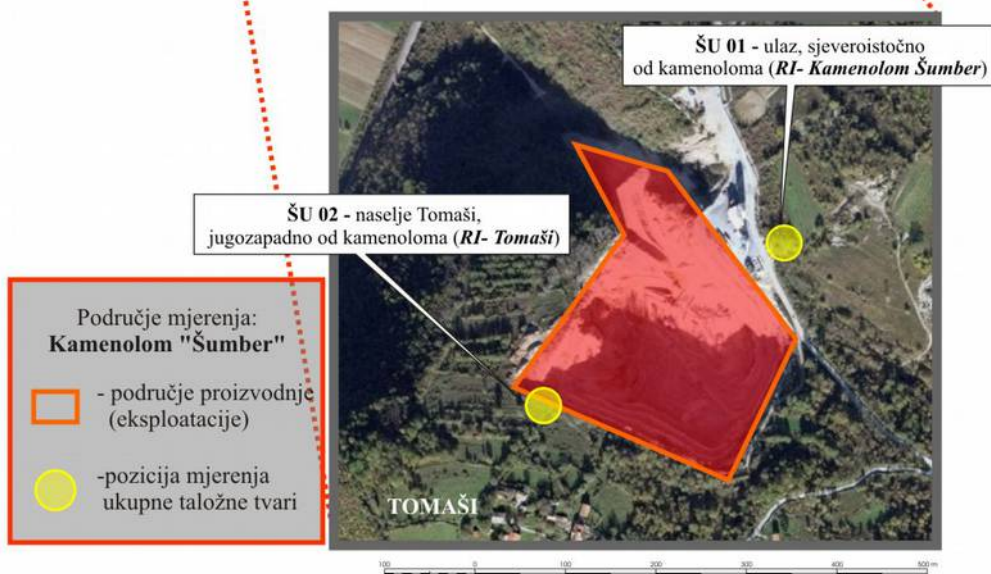 ŠU 01 - ulaz, sjeveroistočno
od kamenoloma (RI- Kamenolom Šumber)
ŠU 02 - naselje Tomaši,
jugozapadno od kamenoloma (RI- Tomaši)
Područje mjerenja:
Kamenolom "Šumber"
- područje proizvodnje
(eksploatacije)
-pozicija mjerenja
ukupne taložne tvari
TOMAŠI
100 0 100 200 300 400 500 m